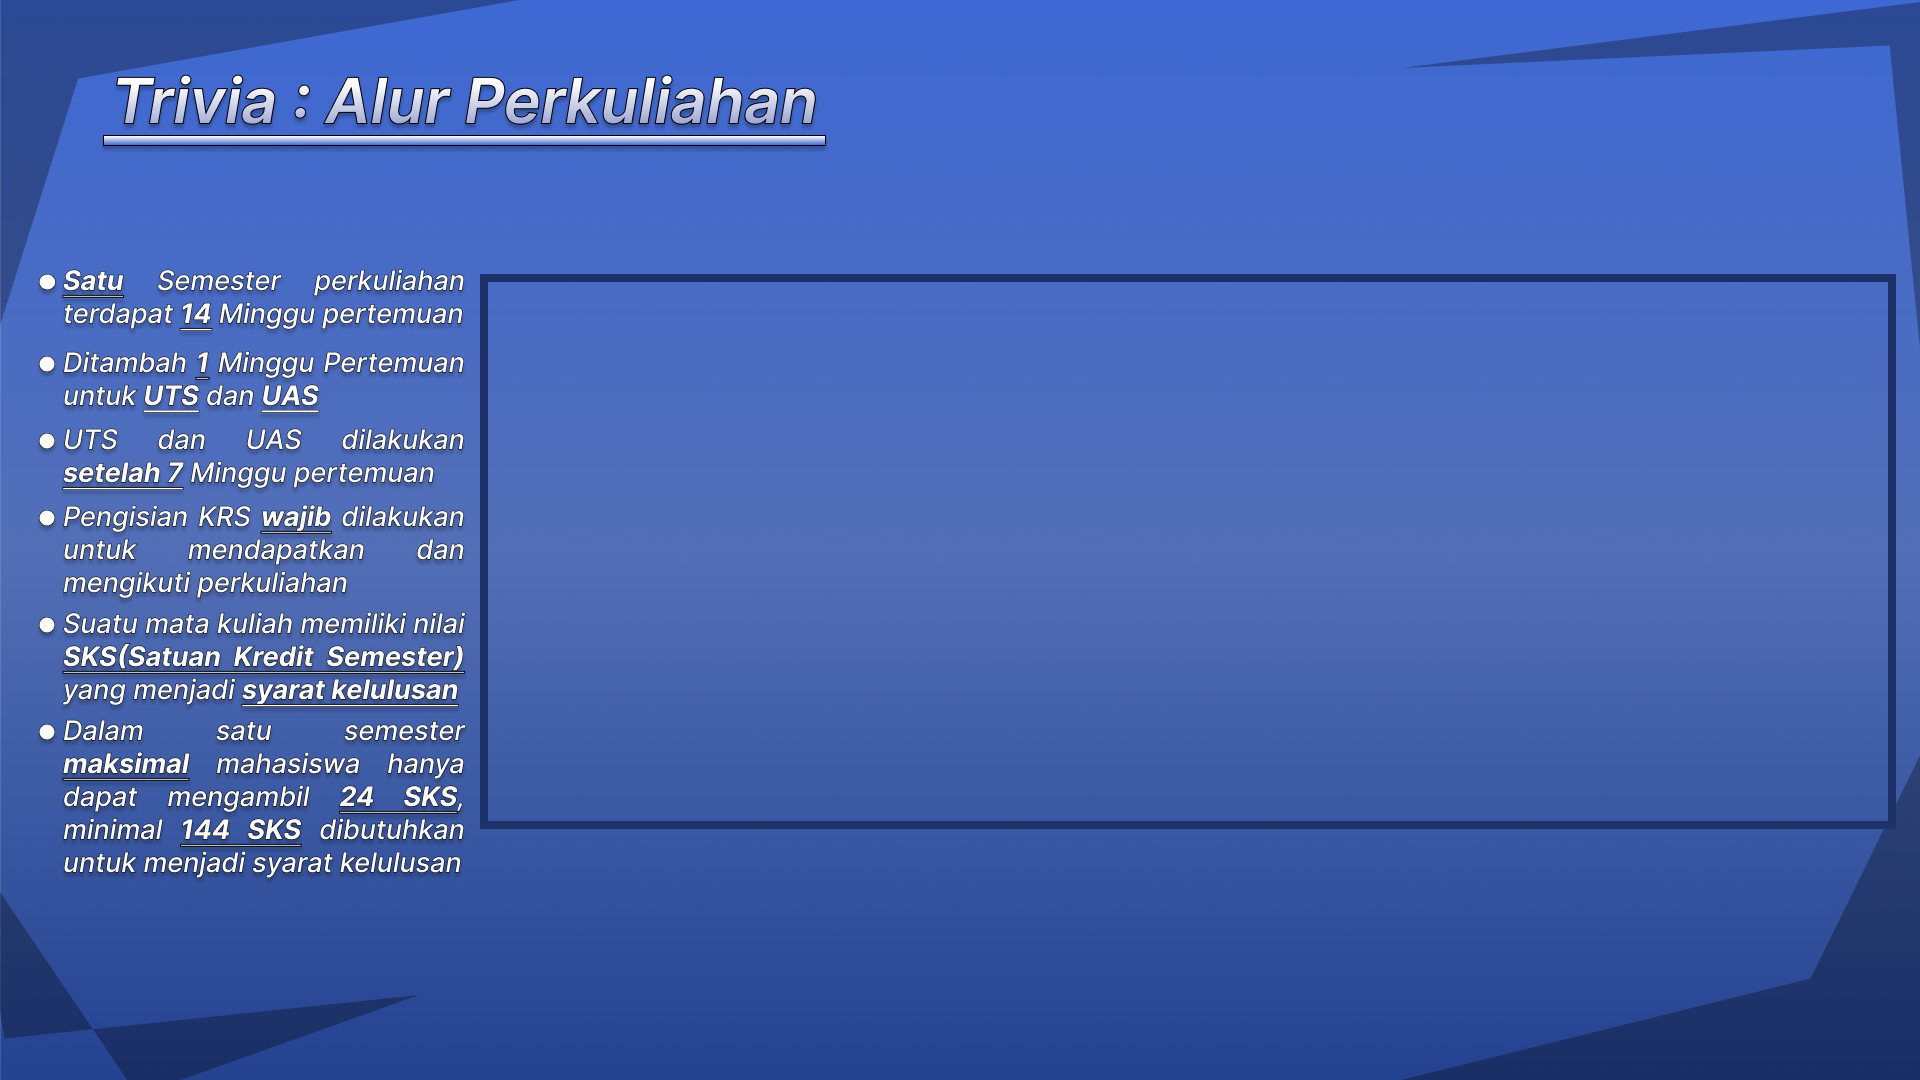 Trivia : Alur Perkuliahan
● Satu Semester perkuliahan
terdapat 14 Minggu pertemuan
● Ditambah 1 Minggu Pertemuan
untuk UTS dan UAS
● UTS dan UAS dilakukan
setelah 7 Minggu pertemuan
● Pengisian KRS wajib dilakukan
untuk mendapatkan dan
mengikuti perkuliahan
● Suatu mata kuliah memiliki nilai
SKS(Satuan Kredit Semester)
yang menjadi syarat kelulusan
● Dalam satu semester
maksimal mahasiswa hanya
dapat mengambil 24 SKS,
minimal 144 SKS dibutuhkan
untuk menjadi syarat kelulusan